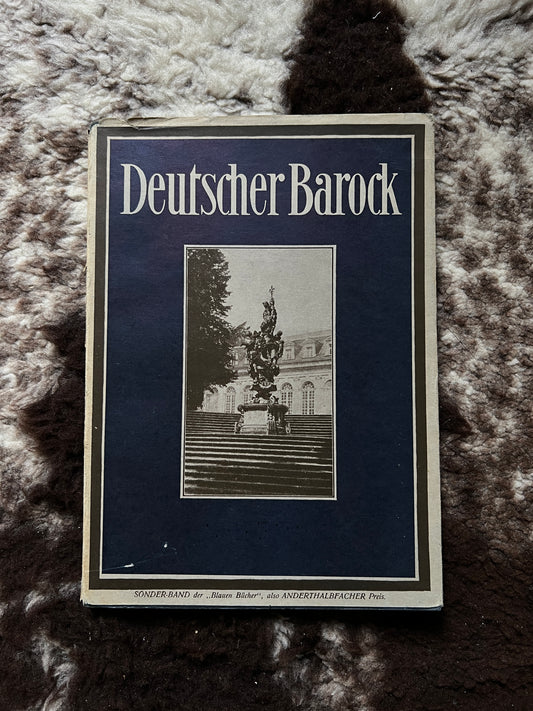 Deutscher Barock
SONDER-BAND der „Blauen Bücher“, also ANDERTHALBFACHER Preis.